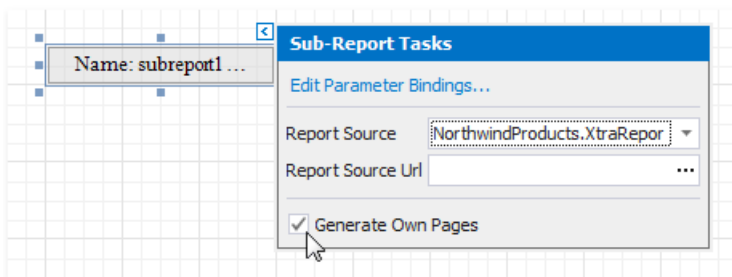 Sub-Report Tasks
Name: subreport1 ...
Edit Parameter Bindings...
Report Source NorthwindProducts.XtraRepor
Report Source Url ...
Generate Own Pages